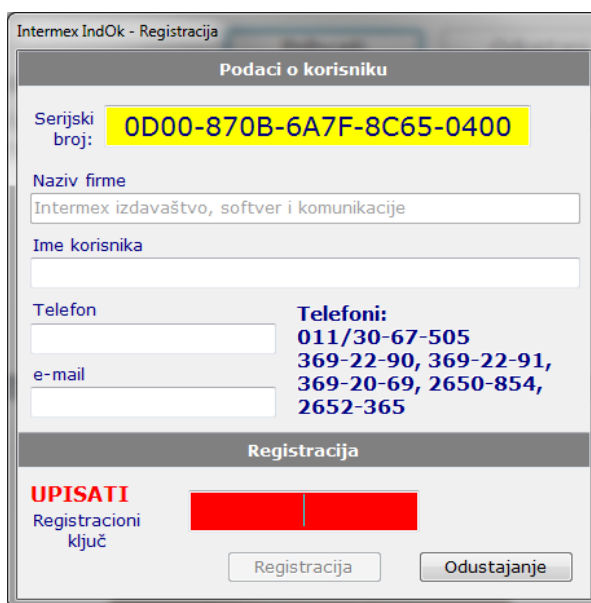 Intermex IndOk - Registracija
Podaci o korisniku
Serijski
broj:
0D00-870B-6A7F-8C65-0400
Naziv firme
Intermex izdavaštvo, softver i komunikacije
Ime korisnika
Telefon
Telefoni:
011/30-67-505
369-22-90, 369-22-91,
369-20-69, 2650-854,
2652-365
e-mail
Registracija
UPISATI
Registracioni
ključ
Registracija
Odustajanje